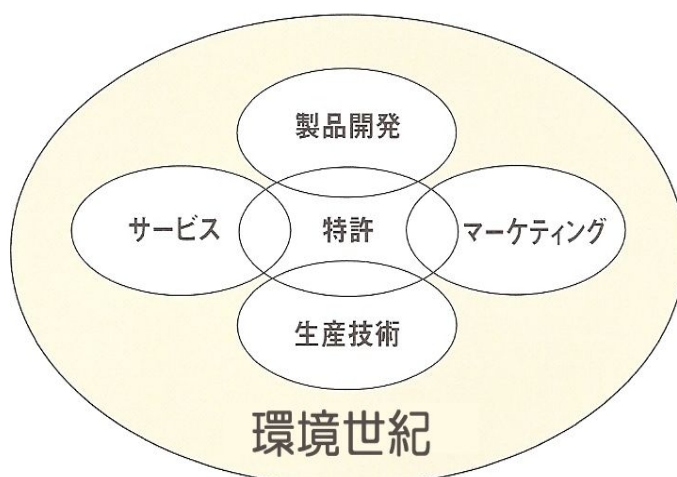 製品開発
サービス
特許
マーケティング
生産技術
環境世紀